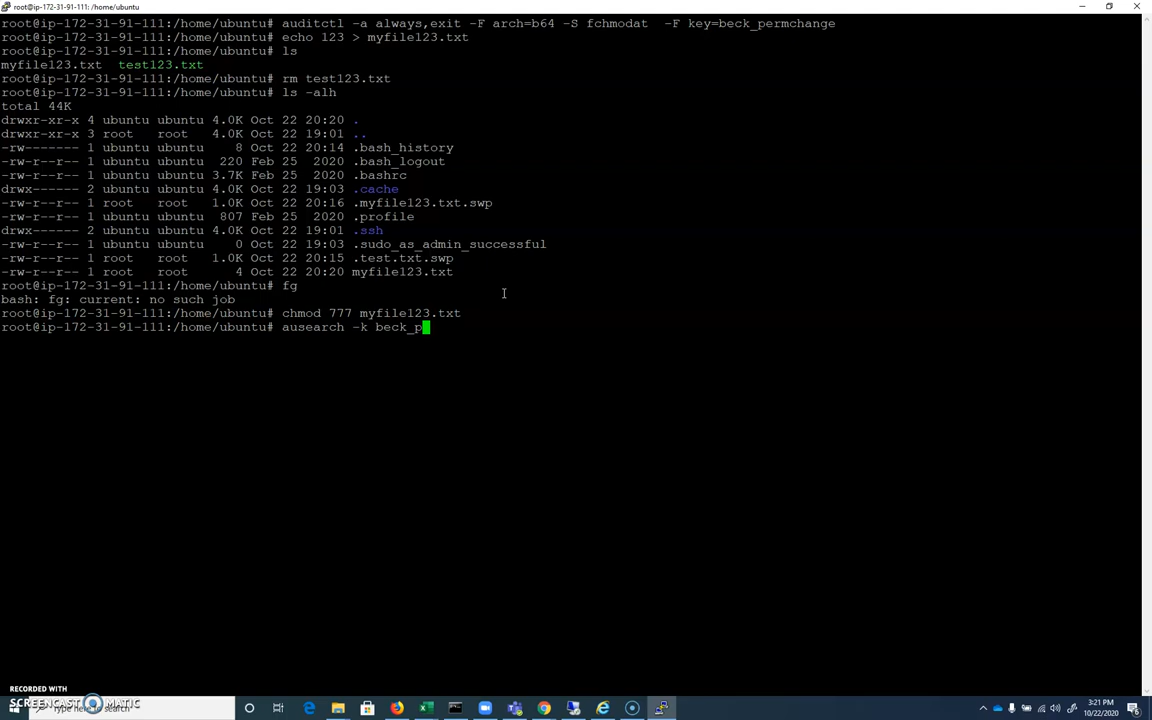 root@ip-172-31-91-111: /home/ubuntu
root@ip-172-31-91-111:/home/ubuntu# auditctl -a always,exit -F arch=b64 -S fchmodat  -F key=beck_permchange
root@ip-172-31-91-111:/home/ubuntu# echo 123 > myfile123.txt
root@ip-172-31-91-111:/home/ubuntu# ls
myfile123.txt  test123.txt
root@ip-172-31-91-111:/home/ubuntu# rm test123.txt
root@ip-172-31-91-111:/home/ubuntu# ls -alh
total 44K
drwxr-xr-x 4 ubuntu ubuntu 4.0K Oct 22 20:20 .
drwxr-xr-x 3 root   root   4.0K Oct 22 19:01 ..
-rw------- 1 ubuntu ubuntu    8 Oct 22 20:14 .bash_history
-rw-r--r-- 1 ubuntu ubuntu  220 Feb 25  2020 .bash_logout
-rw-r--r-- 1 ubuntu ubuntu 3.7K Feb 25  2020 .bashrc
drwx------ 2 ubuntu ubuntu 4.0K Oct 22 19:03 .cache
-rw-r--r-- 1 root   root   1.0K Oct 22 20:16 .myfile123.txt.swp
-rw-r--r-- 1 ubuntu ubuntu  807 Feb 25  2020 .profile
drwx------ 2 ubuntu ubuntu 4.0K Oct 22 19:01 .ssh
-rw-r--r-- 1 ubuntu ubuntu    0 Oct 22 19:03 .sudo_as_admin_successful
-rw-r--r-- 1 root   root   1.0K Oct 22 20:15 .test.txt.swp
-rw-r--r-- 1 root   root      4 Oct 22 20:20 myfile123.txt
root@ip-172-31-91-111:/home/ubuntu# fg
bash: fg: current: no such job
root@ip-172-31-91-111:/home/ubuntu# chmod 777 myfile123.txt
root@ip-172-31-91-111:/home/ubuntu# ausearch -k beck_p
RECORDED WITH
SCREENCAST MATIC
Type here to search
3:21 PM
10/22/2020